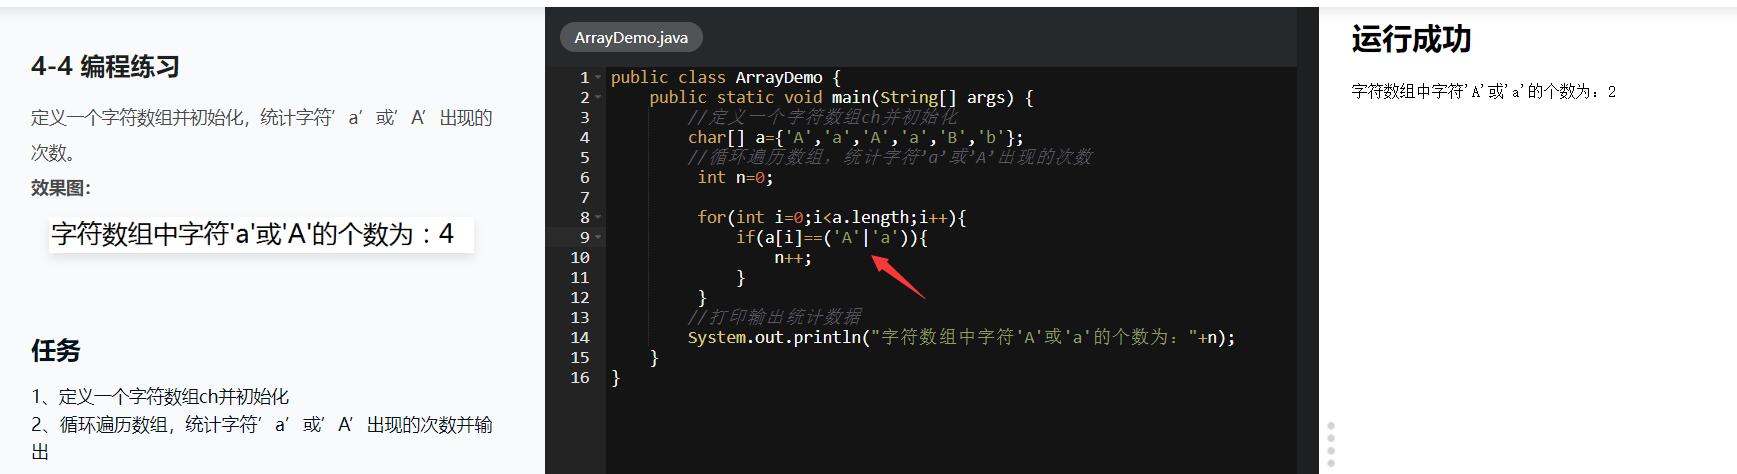 4-4 编程练习
定义一个字符数组并初始化，统计字符’a’或’A’出现的
次数。
效果图：
字符数组中字符'a'或'A'的个数为：4
任务
1、定义一个字符数组ch并初始化
2、循环遍历数组，统计字符’a’或’A’出现的次数并输
出
ArrayDemo.java
1 public class ArrayDemo {
2     public static void main(String[] args) {
3         //定义一个字符数组ch并初始化
4         char[] a={'A','a','A','a','B','b'};
5         //循环遍历数组，统计字符'a'或'A'出现的次数
6          int n=0;
7
8          for(int i=0;i<a.length;i++){
9              if(a[i]==('A'|'a')){
10                 n++;
11             }
12         }
13        //打印输出统计数据
14        System.out.println("字符数组中字符'A'或'a'的个数为："+n);
15    }
16 }
运行成功
字符数组中字符'A'或'a'的个数为：2